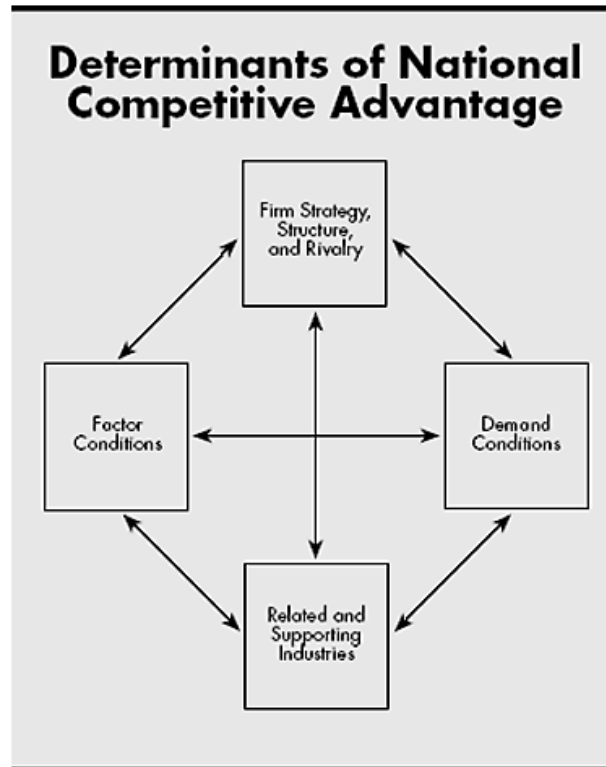 Determinants of National
Competitive Advantage
Firm Strategy,
Structure,
and Rivalry
Factor
Conditions
Demand
Conditions
Related and
Supporting
Industries